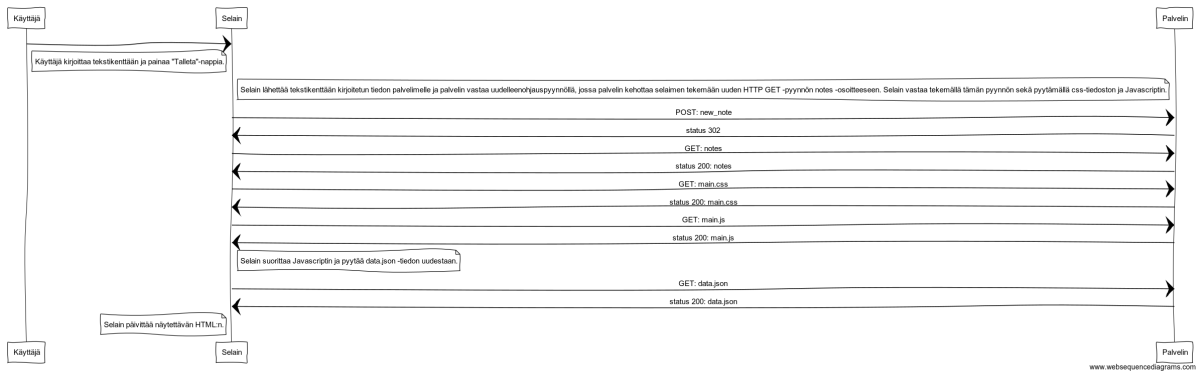 Käyttäjä
Selain
Palvelin
Käyttäjä kirjoittaa tekstikenttään ja painaa "Talleta"-nappia.
Selain lähettää tekstikenttään kirjoitetun tiedon palvelimelle ja palvelin vastaa uudelleenohjauspyynnöllä, jossa palvelin kehottaa selaimen tekemään uuden HTTP GET -pyynnön notes -osoitteeseen. Selain vastaa tekemällä tämän pyynnön sekä pyytämällä css-tiedoston ja Javascriptin.
POST: new_note
status 302
GET: notes
status 200: notes
GET: main.css
status 200: main.css
GET: main.js
status 200: main.js
Selain suorittaa Javascriptin ja pyytää data.json -tiedon uudestaan.
GET: data.json
status 200: data.json
Selain päivittää näytettävän HTML:n.
Käyttäjä
Selain
Palvelin
www.websequencediagrams.com